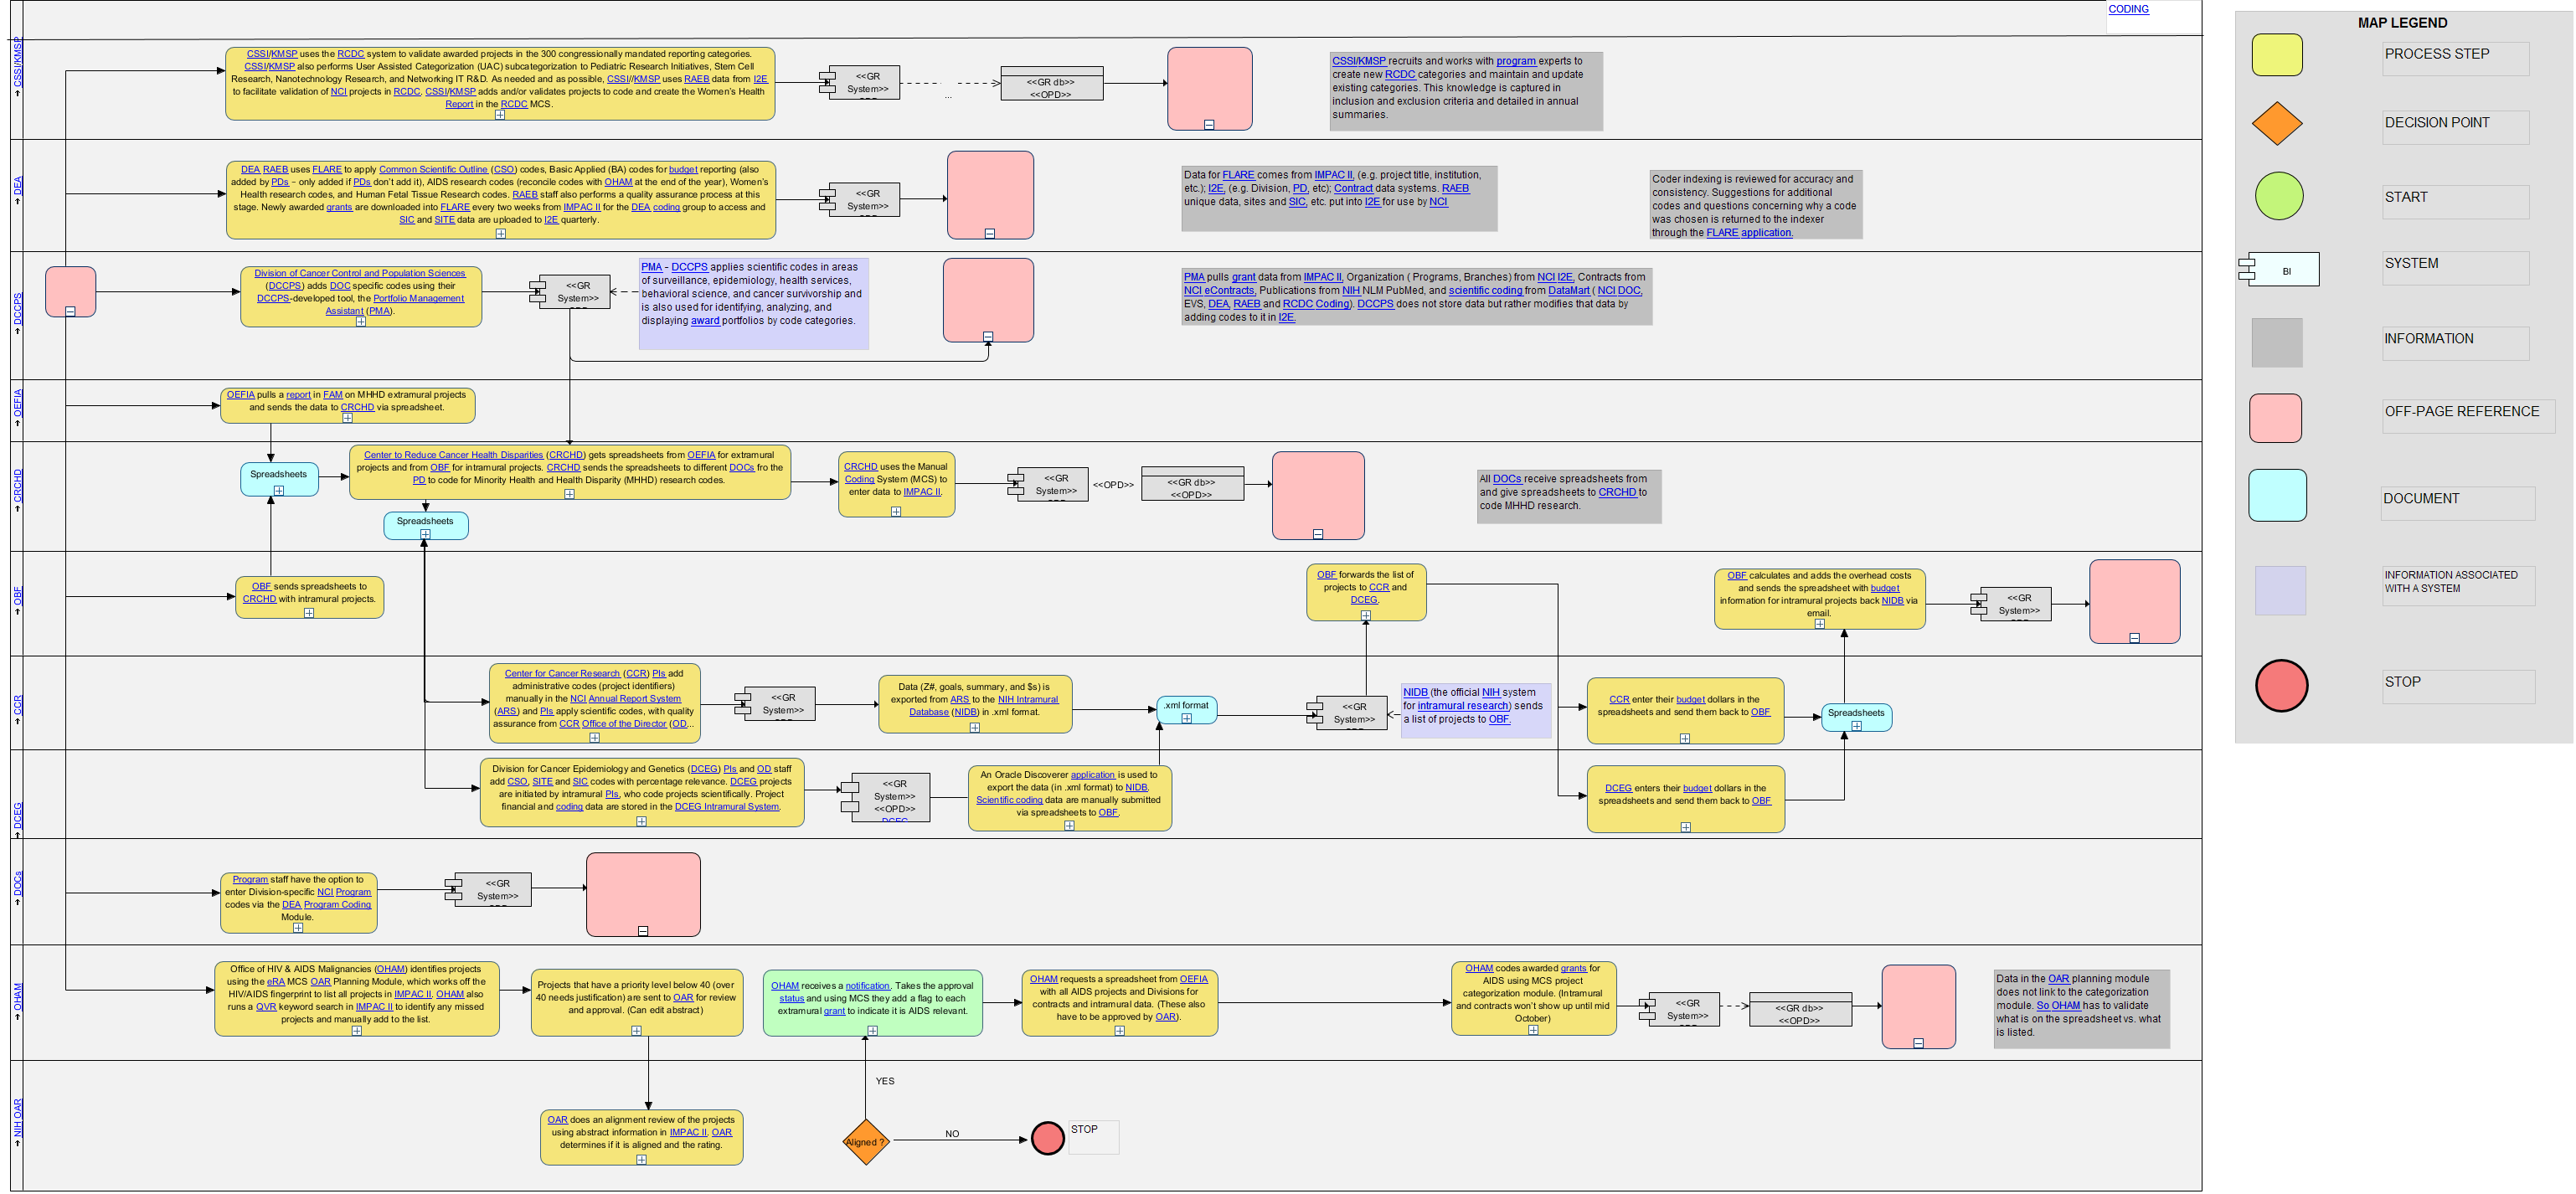 CODING
CSSI/KMSP
CSSI/KMSP uses the RCDC system to validate awarded projects in the 300 congressionally mandated reporting categories.
CSSI/KMSP also performs User Assisted Categorization (UAC) subcategorization to Pediatric Research Initiatives, Stem Cell
Research, Nanotechnology Research, and Networking IT R&D. As needed and as possible, CSSI//KMSP uses RAEB data from I2E
to facilitate validation of NCI projects in RCDC. CSSI/KMSP adds and/or validates projects to code and create the Women's Health
Report in the RCDC MCS.
<<GR
System>>
...
<<GR db>>
<<OPD>>
CSSI/KMSP recruits and works with program experts to
create new RCDC categories and maintain and update
existing categories. This knowledge is captured in
inclusion and exclusion criteria and detailed in annual
summaries.
DEA
DEA RAEB uses FLARE to apply Common Scientific Outline (CSO) codes, Basic Applied (BA) codes for budget reporting (also
added by PDs – only added if PDs don't add it), AIDS research codes (reconcile codes with OHAM at the end of the year), Women's
Health research codes, and Human Fetal Tissue Research codes. RAEB staff also performs a quality assurance process at this
stage. Newly awarded grants are downloaded into FLARE every two weeks from IMPAC II for the DEA coding group to access and
SIC and SITE data are uploaded to I2E quarterly.
<<GR
System>>
Data for FLARE comes from IMPAC II, (e.g. project title, institution,
etc.); I2E, (e.g. Division, PD, etc); Contract data systems. RAEB
unique data, sites and SIC, etc. put into I2E for use by NCI
Coder indexing is reviewed for accuracy and
consistency. Suggestions for additional
codes and questions concerning why a code
was chosen is returned to the indexer
through the FLARE application.
DCCPS
Division of Cancer Control and Population Sciences
(DCCPS) adds DOC specific codes using their
DCCPS-developed tool, the Portfolio Management
Assistant (PMA).
<<GR
System>>
PMA - DCCPS applies scientific codes in areas
of surveillance, epidemiology, health services,
behavioral science, and cancer survivorship and
is also used for identifying, analyzing, and
displaying award portfolios by code categories.
PMA pulls grant data from IMPAC II, Organization ( Programs, Branches) from NCI I2E, Contracts from
NCI eContracts, Publications from NIH NLM PubMed, and scientific coding from DataMart ( NCI DOC,
EVS, DEA, RAEB and RCDC Coding). DCCPS does not store data but rather modifies that data by
adding codes to it in I2E.
OEFIA
OEFIA pulls a report in FAM on MHHD extramural projects
and sends the data to CRCHD via spreadsheet.
CRCHD
Spreadsheets
Center to Reduce Cancer Health Disparities (CRCHD) gets spreadsheets from OEFIA for extramural
projects and from OBF for intramural projects. CRCHD sends the spreadsheets to different DOCs fro the
PD to code for Minority Health and Health Disparity (MHHD) research codes.
Spreadsheets
CRCHD uses the Manual
Coding System (MCS) to
enter data to IMPAC II.
<<GR
System>>
<<OPD>>
<<GR db>>
<<OPD>>
All DOCs receive spreadsheets from
and give spreadsheets to CRCHD to
code MHHD research.
OBF
OBF sends spreadsheets to
CRCHD with intramural projects.
OBF forwards the list of
projects to CCR and
DCEG.
OBF calculates and adds the overhead costs
and sends the spreadsheet with budget
information for intramural projects back NIDB via
email.
<<GR
System>>
CCR
Center for Cancer Research (CCR) PIs add
administrative codes (project identifiers)
manually in the NCI Annual Report System
(ARS) and PIs apply scientific codes, with quality
assurance from CCR Office of the Director (OD...
<<GR
System>>
Data (Z#, goals, summary, and $s) is
exported from ARS to the NIH Intramural
Database (NIDB) in .xml format.
.xml format
<<GR
System>>
NIDB (the official NIH system
for intramural research) sends
a list of projects to OBF.
CCR enter their budget dollars in the
spreadsheets and send them back to OBF
Spreadsheets
DCEG
Division for Cancer Epidemiology and Genetics (DCEG) PIs and OD staff
add CSO, SITE and SIC codes with percentage relevance. DCEG projects
are initiated by intramural PIs, who code projects scientifically. Project
financial and coding data are stored in the DCEG Intramural System.
<<GR
System>>
<<OPD>>
DCEG
An Oracle Discoverer application is used to
export the data (in .xml format) to NIDB.
Scientific coding data are manually submitted
via spreadsheets to OBF.
DCEG enters their budget dollars in the
spreadsheets and send them back to OBF
DOCs
Program staff have the option to
enter Division-specific NCI Program
codes via the DEA Program Coding
Module.
<<GR
System>>
OHAM
Office of HIV & AIDS Malignancies (OHAM) identifies projects
using the eRA MCS OAR Planning Module, which works off the
HIV/AIDS fingerprint to list all projects in IMPAC II. OHAM also
runs a QVR keyword search in IMPAC II to identify any missed
projects and manually add to the list.
Projects that have a priority level below 40 (over
40 needs justification) are sent to OAR for review
and approval. (Can edit abstract)
OHAM receives a notification. Takes the approval
status and using MCS they add a flag to each
extramural grant to indicate it is AIDS relevant.
OHAM requests a spreadsheet from OEFIA
with all AIDS projects and Divisions for
contracts and intramural data. (These also
have to be approved by OAR).
OHAM codes awarded grants for
AIDS using MCS project
categorization module. (Intramural
and contracts won't show up until mid
October)
<<GR
System>>
<<GR db>>
<<OPD>>
Data in the OAR planning module
does not link to the categorization
module. So OHAM has to validate
what is on the spreadsheet vs. what
is listed.
NIH OAR
OAR does an alignment review of the projects
using abstract information in IMPAC II. OAR
determines if it is aligned and the rating.
YES
Aligned ?
NO
STOP
MAP LEGEND
PROCESS STEP
DECISION POINT
START
BI
SYSTEM
INFORMATION
OFF-PAGE REFERENCE
DOCUMENT
INFORMATION ASSOCIATED
WITH A SYSTEM
STOP